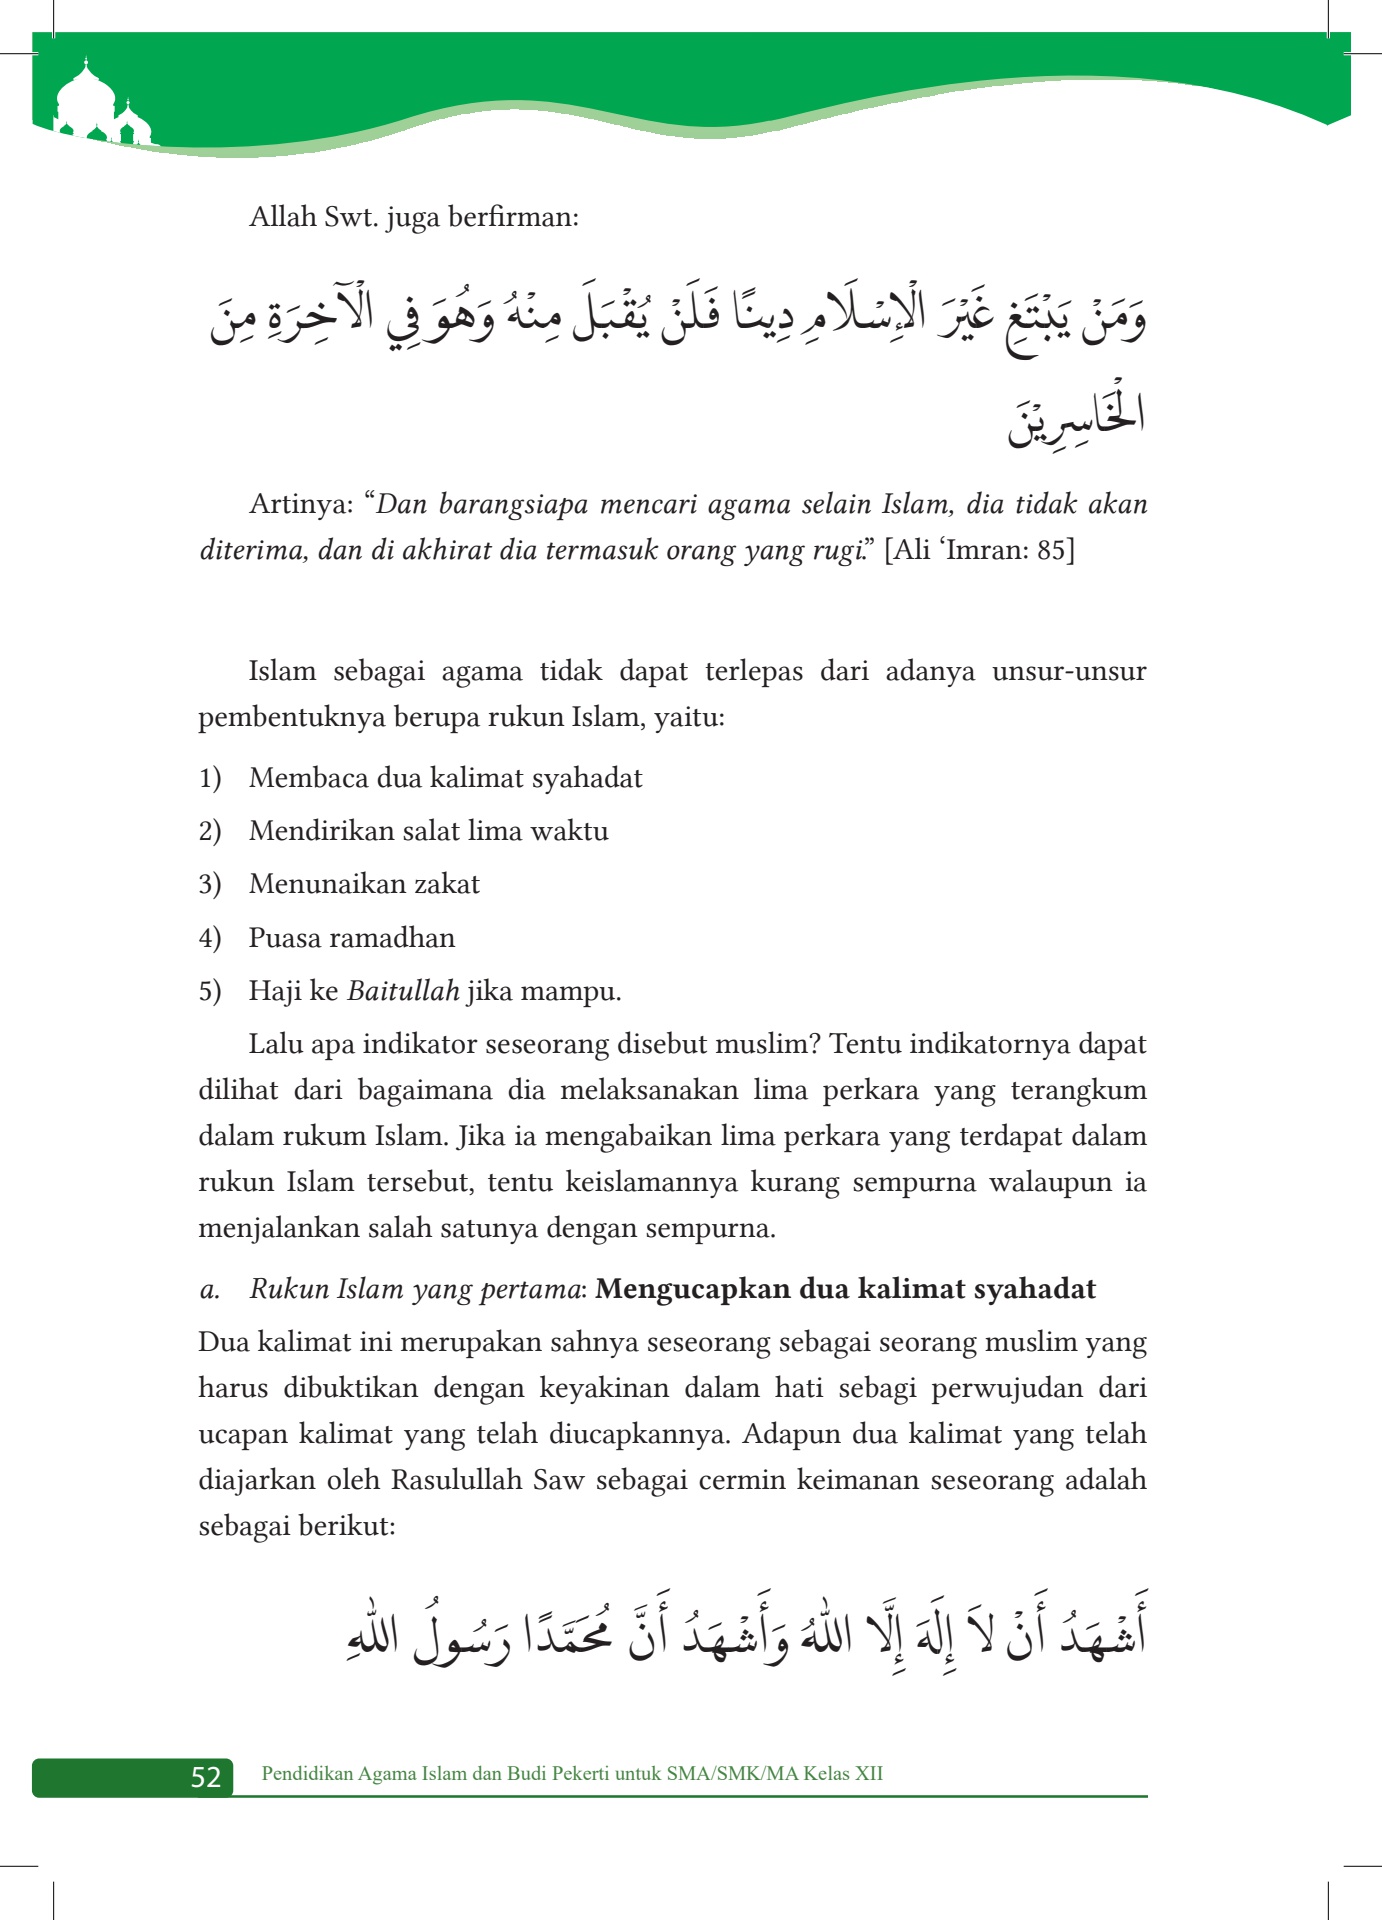 Allah Swt. juga berfirman:
وَمَنْ يَبْتَغِ غَيْرَ الْاِسْلَامِ دِينًا فَلَنْ يُقْبَلَ مِنْهُ وَهُوَ فِي الْآخِرَةِ مِنَ
الْخَاسِرِيْنَ
Artinya: “Dan barangsiapa mencari agama selain Islam, dia tidak akan
diterima, dan di akhirat dia termasuk orang yang rugi.” [Ali ‘Imran: 85]
Islam sebagai agama tidak dapat terlepas dari adanya unsur-unsur
pembentuknya berupa rukun Islam, yaitu:
1) Membaca dua kalimat syahadat
2) Mendirikan salat lima waktu
3) Menunaikan zakat
4) Puasa ramadhan
5) Haji ke Baitullah jika mampu.
Lalu apa indikator seseorang disebut muslim? Tentu indikatornya dapat
dilihat dari bagaimana dia melaksanakan lima perkara yang terangkum
dalam rukum Islam. Jika ia mengabaikan lima perkara yang terdapat dalam
rukun Islam tersebut, tentu keislamannya kurang sempurna walaupun ia
menjalankan salah satunya dengan sempurna.
a. Rukun Islam yang pertama: Mengucapkan dua kalimat syahadat
Dua kalimat ini merupakan sahnya seseorang sebagai seorang muslim yang
harus dibuktikan dengan keyakinan dalam hati sebagi perwujudan dari
ucapan kalimat yang telah diucapkannya. Adapun dua kalimat yang telah
diajarkan oleh Rasulullah Saw sebagai cermin keimanan seseorang adalah
sebagai berikut:
أَشْهَدُ أَنْ لاَ إِلَهَ إِلَّا اللهُ وَأَشْهَدُ أَنَّ مُحَمَّدًا رَسُولُ اللهِ
52 Pendidikan Agama Islam dan Budi Pekerti untuk SMA/SMK/MA Kelas XII